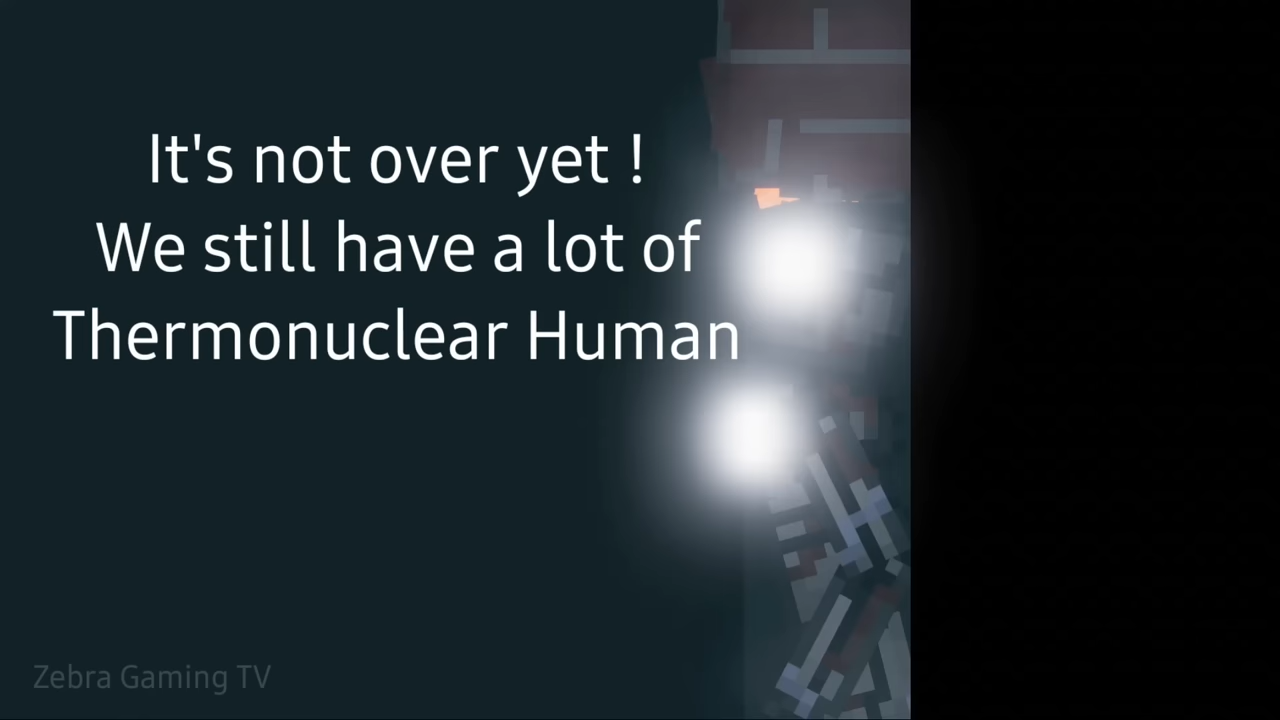 It's not over yet !
We still have a lot of
Thermonuclear Human
Zebra Gaming TV